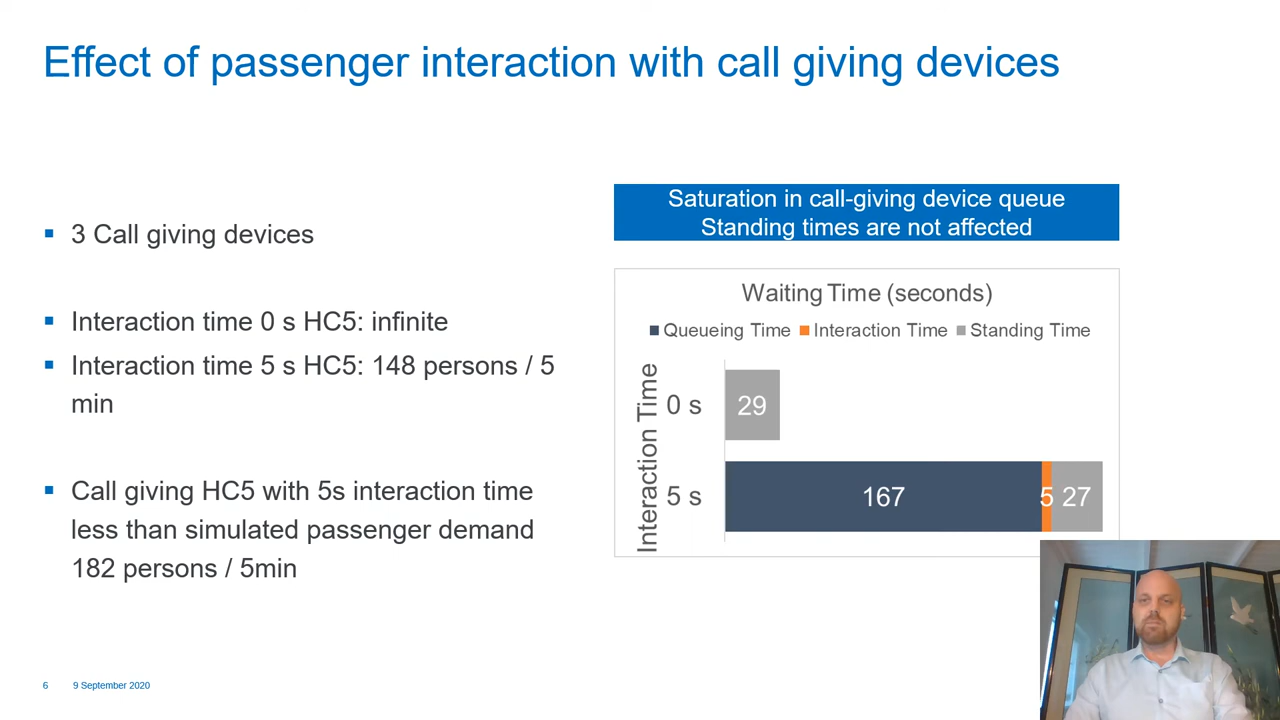 Effect of passenger interaction with call giving devices
▪ 3 Call giving devices
▪ Interaction time 0 s HC5: infinite
▪ Interaction time 5 s HC5: 148 persons / 5
min
▪ Call giving HC5 with 5s interaction time
less than simulated passenger demand
182 persons / 5min
Saturation in call-giving device queue
Standing times are not affected
Waiting Time (seconds)
Queueing Time Interaction Time Standing Time
Interaction Time
0 s 29
5 s 167 5 27
6 9 September 2020